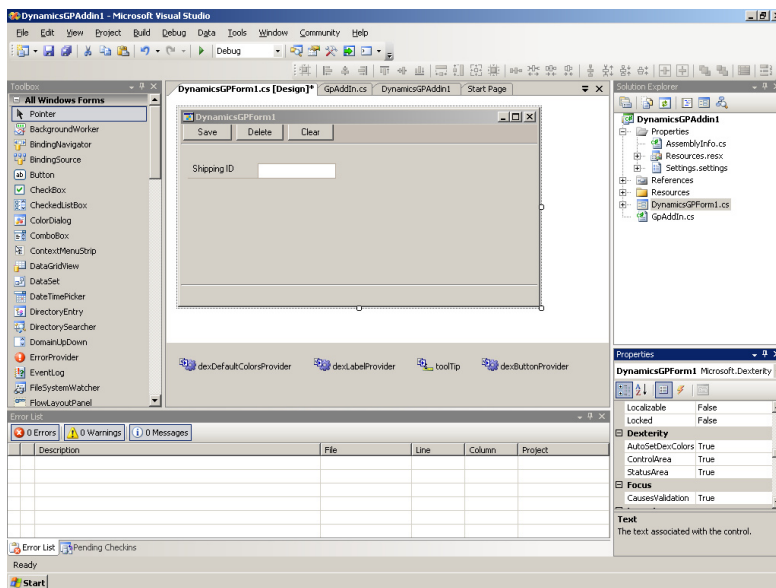 DynamicsGPAddin1 - Microsoft Visual Studio
File Edit View Project Build Debug Data Tools Window Community Help
Debug
Toolbox
DynamicsGPForm1.cs [Design]* GpAddIn.cs DynamicsGPAddin1 Start Page
Solution Explorer
All Windows Forms
Pointer
BackgroundWorker
BindingNavigator
BindingSource
Button
CheckBox
CheckedListBox
ColorDialog
ComboBox
ContextMenuStrip
DataGridView
DataSet
DateTimePicker
DirectoryEntry
DirectorySearcher
DomainUpDown
ErrorProvider
EventLog
FileSystemWatcher
FlowLayoutPanel
DynamicsGPForm1
Save Delete Clear
Shipping ID
dexDefaultColorsProvider dexLabelProvider toolTip dexButtonProvider
DynamicsGPAddin1
Properties
AssemblyInfo.cs
Resources.resx
Settings.settings
References
Resources
DynamicsGPForm1.cs
GpAddIn.cs
Properties
DynamicsGPForm1 Microsoft.Dexterity
Localizable False
Locked False
Dexterity
AutoSetDexColors True
ControlArea True
StatusArea True
Focus
CausesValidation True
Text
The text associated with the control.
Error List
0 Errors 0 Warnings 0 Messages
Description File Line Column Project
Error List Pending Checkins
Ready
Start